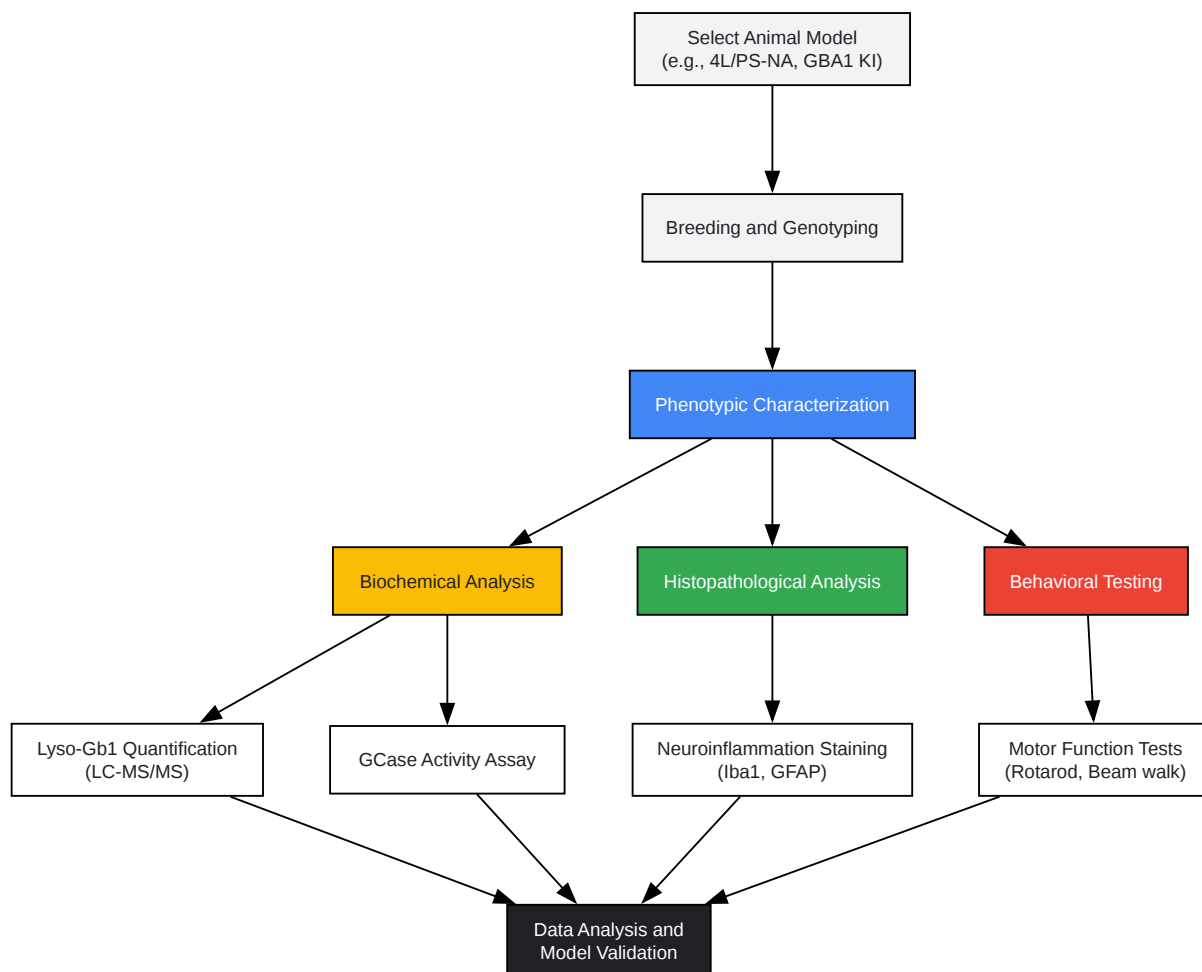 Select Animal Model
(e.g., 4L/PS-NA, GBA1 KI)
Breeding and Genotyping
Phenotypic Characterization
Biochemical Analysis
Histopathological Analysis
Behavioral Testing
Lyso-Gb1 Quantification
(LC-MS/MS)
GCase Activity Assay
Neuroinflammation Staining
(Iba1, GFAP)
Motor Function Tests
(Rotarod, Beam walk)
Data Analysis and
Model Validation